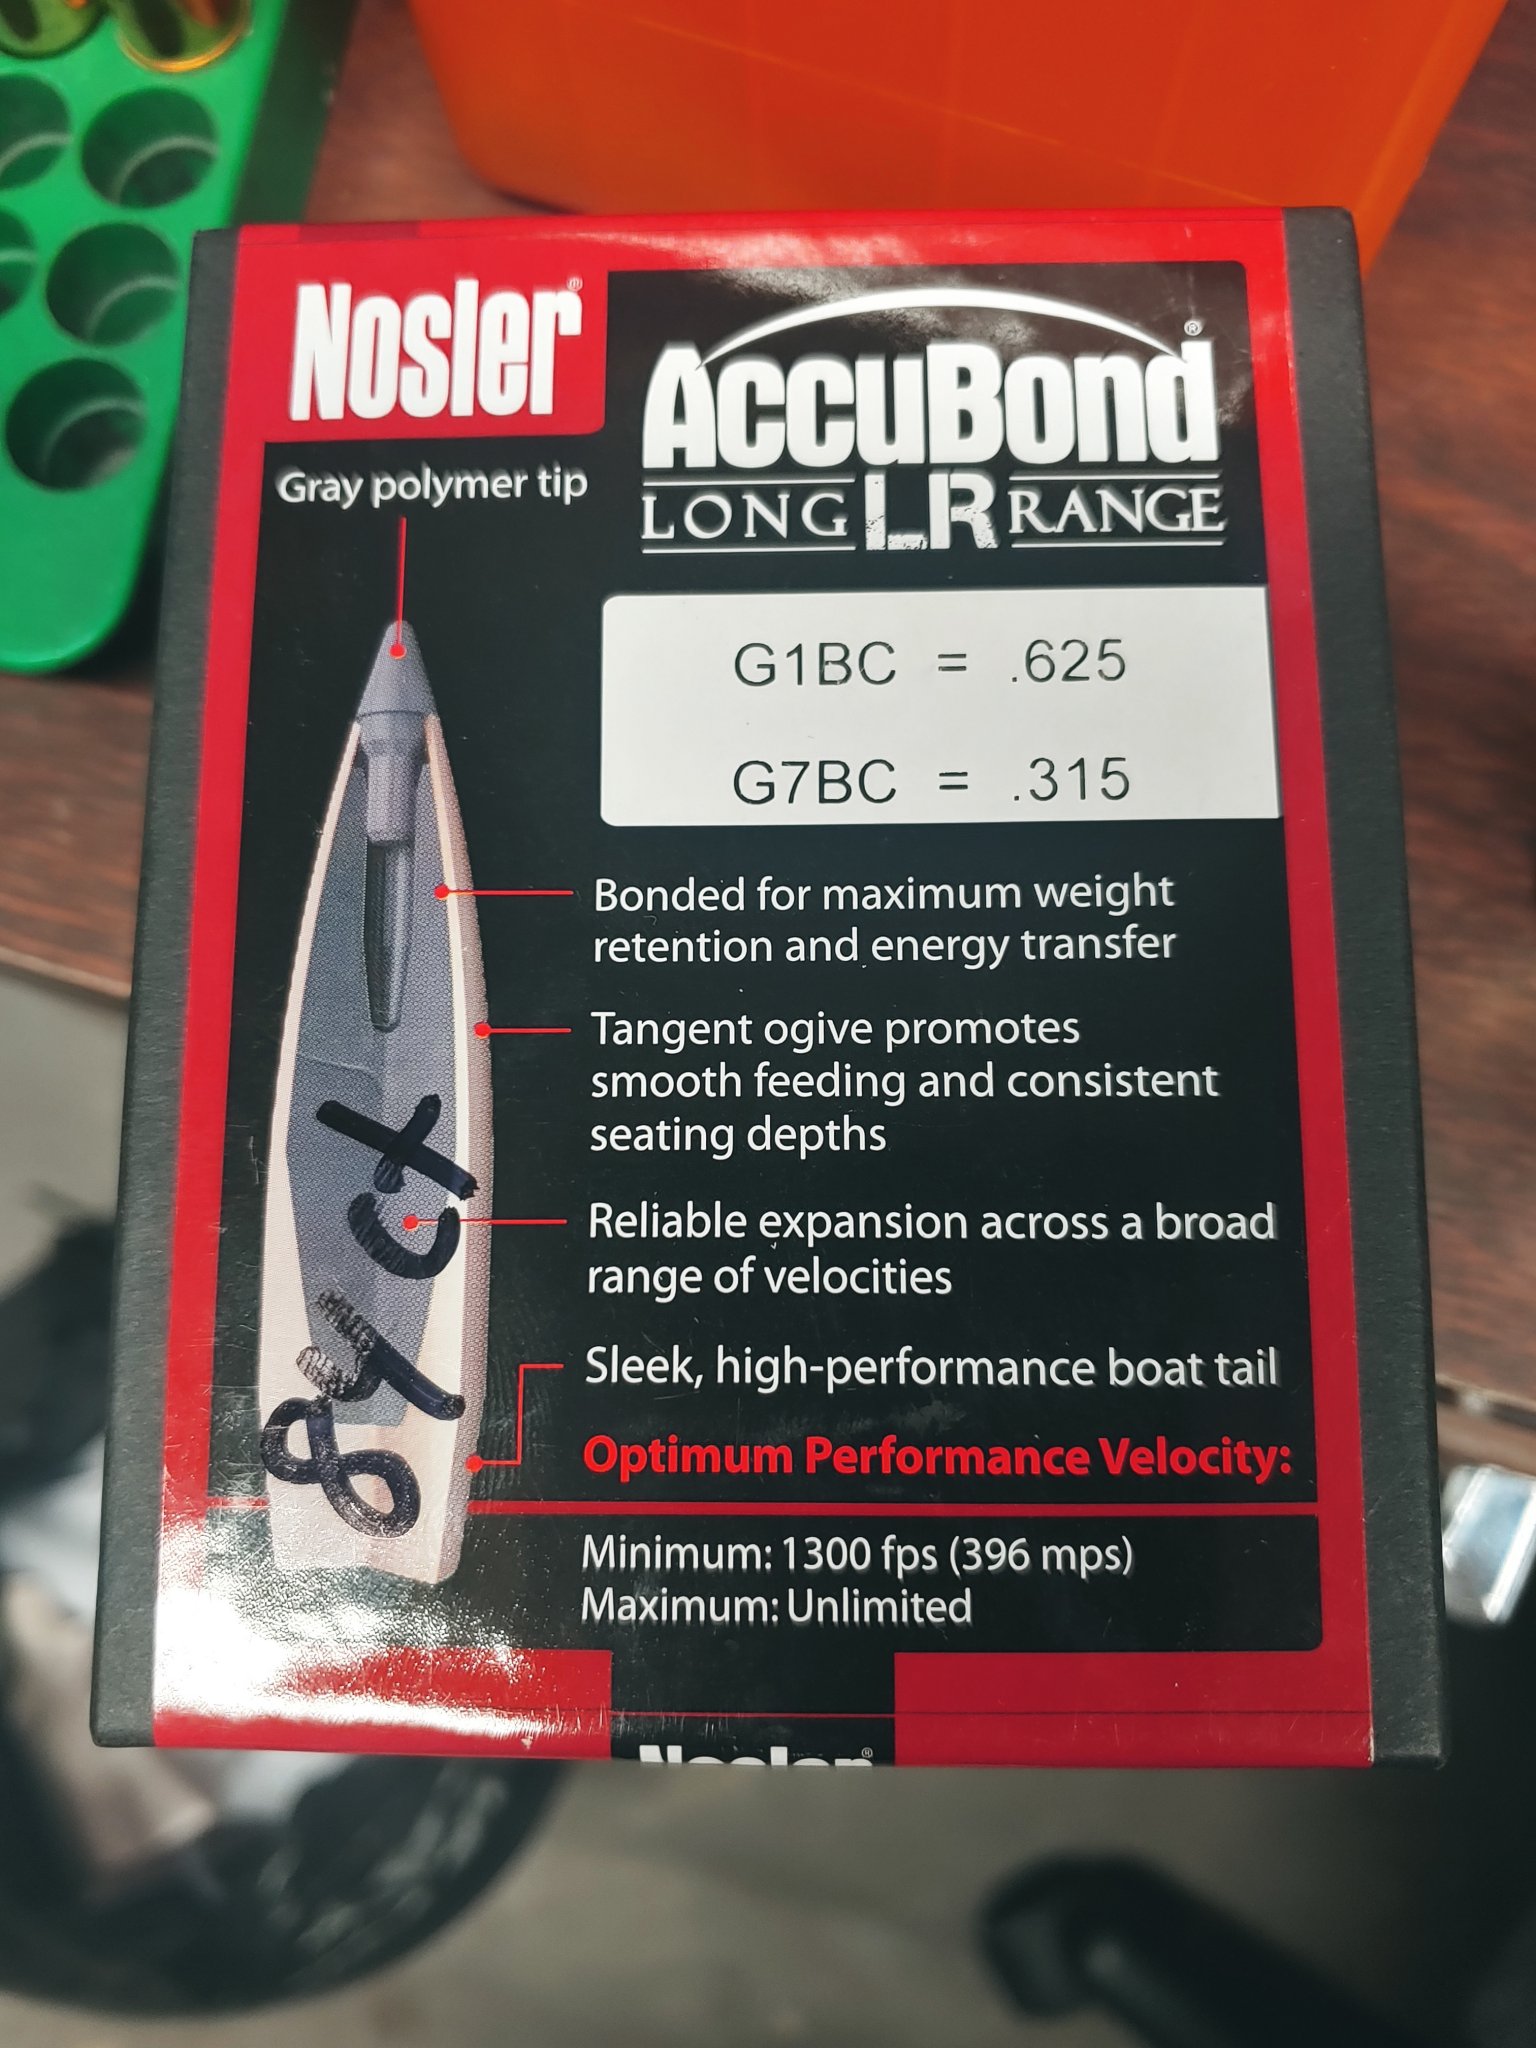 Nosler®
AccuBond®
LONG LR RANGE
Gray polymer tip
G1BC = .625
G7BC = .315
Bonded for maximum weight
retention and energy transfer
Tangent ogive promotes
smooth feeding and consistent
seating depths
Reliable expansion across a broad
range of velocities
Sleek, high-performance boat tail
Optimum Performance Velocity:
Minimum: 1300 fps (396 mps)
Maximum: Unlimited
Nosler®